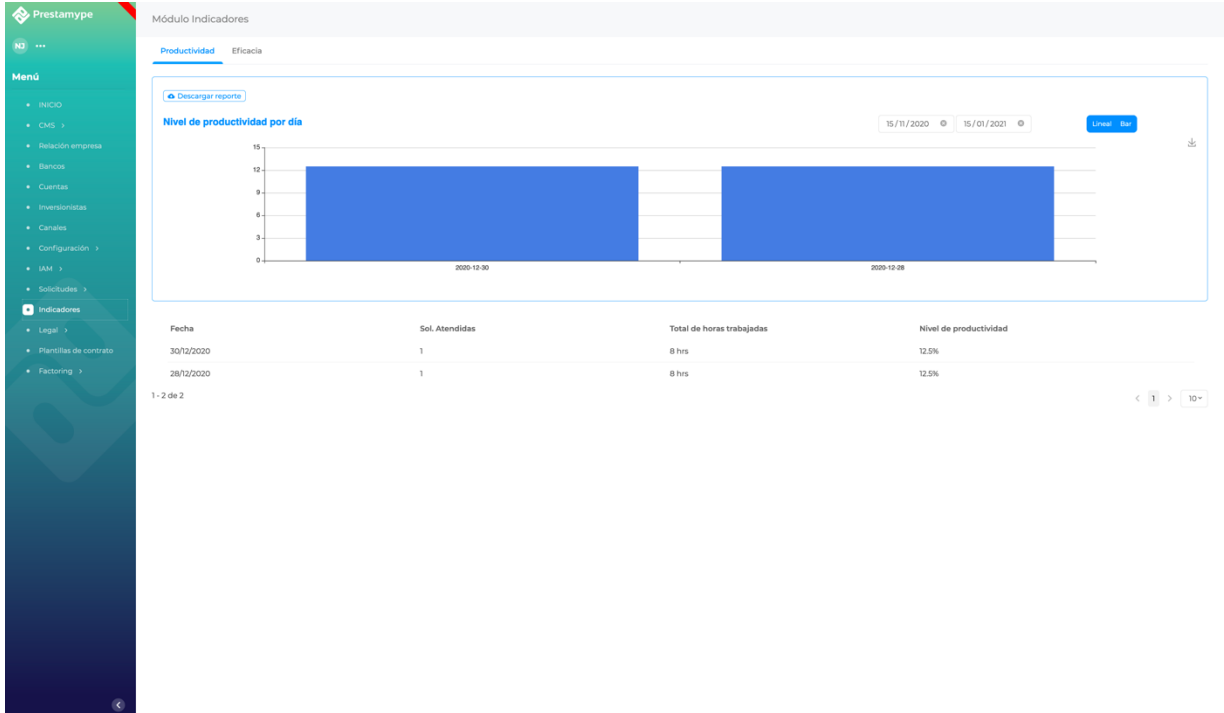 Prestamype
NJ ...
Menú
INICIO
CMS >
Relación empresa
Bancos
Cuentas
Inversionistas
Canales
Configuración >
IAM >
Solicitudes >
Indicadores
Legal >
Plantillas de contrato
Factoring >
Módulo Indicadores
Productividad Eficacia
Descargar reporte
Nivel de productividad por día
15/11/2020 15/01/2021 Lineal Bar
15
12
9
6
3
0
2020-12-30 2020-12-28
Fecha Sol. Atendidas Total de horas trabajadas Nivel de productividad
30/12/2020 1 8 hrs 12.5%
28/12/2020 1 8 hrs 12.5%
1 - 2 de 2 < 1 > 10